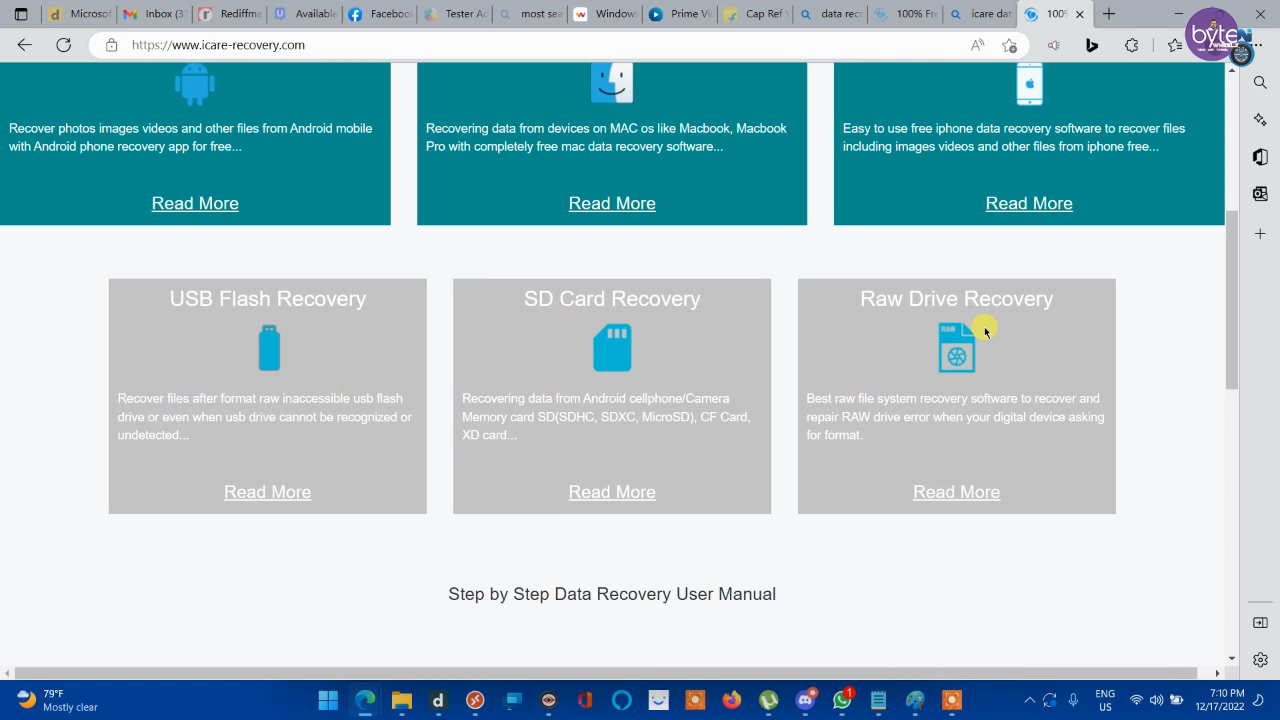 Microsof
Inbox (3
Rediffma
Available
Faceboo
Tester Ac
most sea
Window
Prime Vi
Cap Ref
data reco
100% Fre
icare dat
100%
https://www.icare-recovery.com
byte N
WHEELS
Recover photos images videos and other files from Android mobile
with Android phone recovery app for free...
Read More
Recovering data from devices on MAC os like Macbook, Macbook
Pro with completely free mac data recovery software...
Read More
Easy to use free iphone data recovery software to recover files
including images videos and other files from iphone free...
Read More
USB Flash Recovery
Recover files after format raw inaccessible usb flash
drive or even when usb drive cannot be recognized or
undetected...
Read More
SD Card Recovery
Recovering data from Android cellphone/Camera
Memory card SD(SDHC, SDXC, MicroSD), CF Card,
XD card...
Read More
Raw Drive Recovery
RAW
Best raw file system recovery software to recover and
repair RAW drive error when your digital device asking
for format.
Read More
Step by Step Data Recovery User Manual
79°F
Mostly clear
1
ENG
US
7:10 PM
12/17/2022